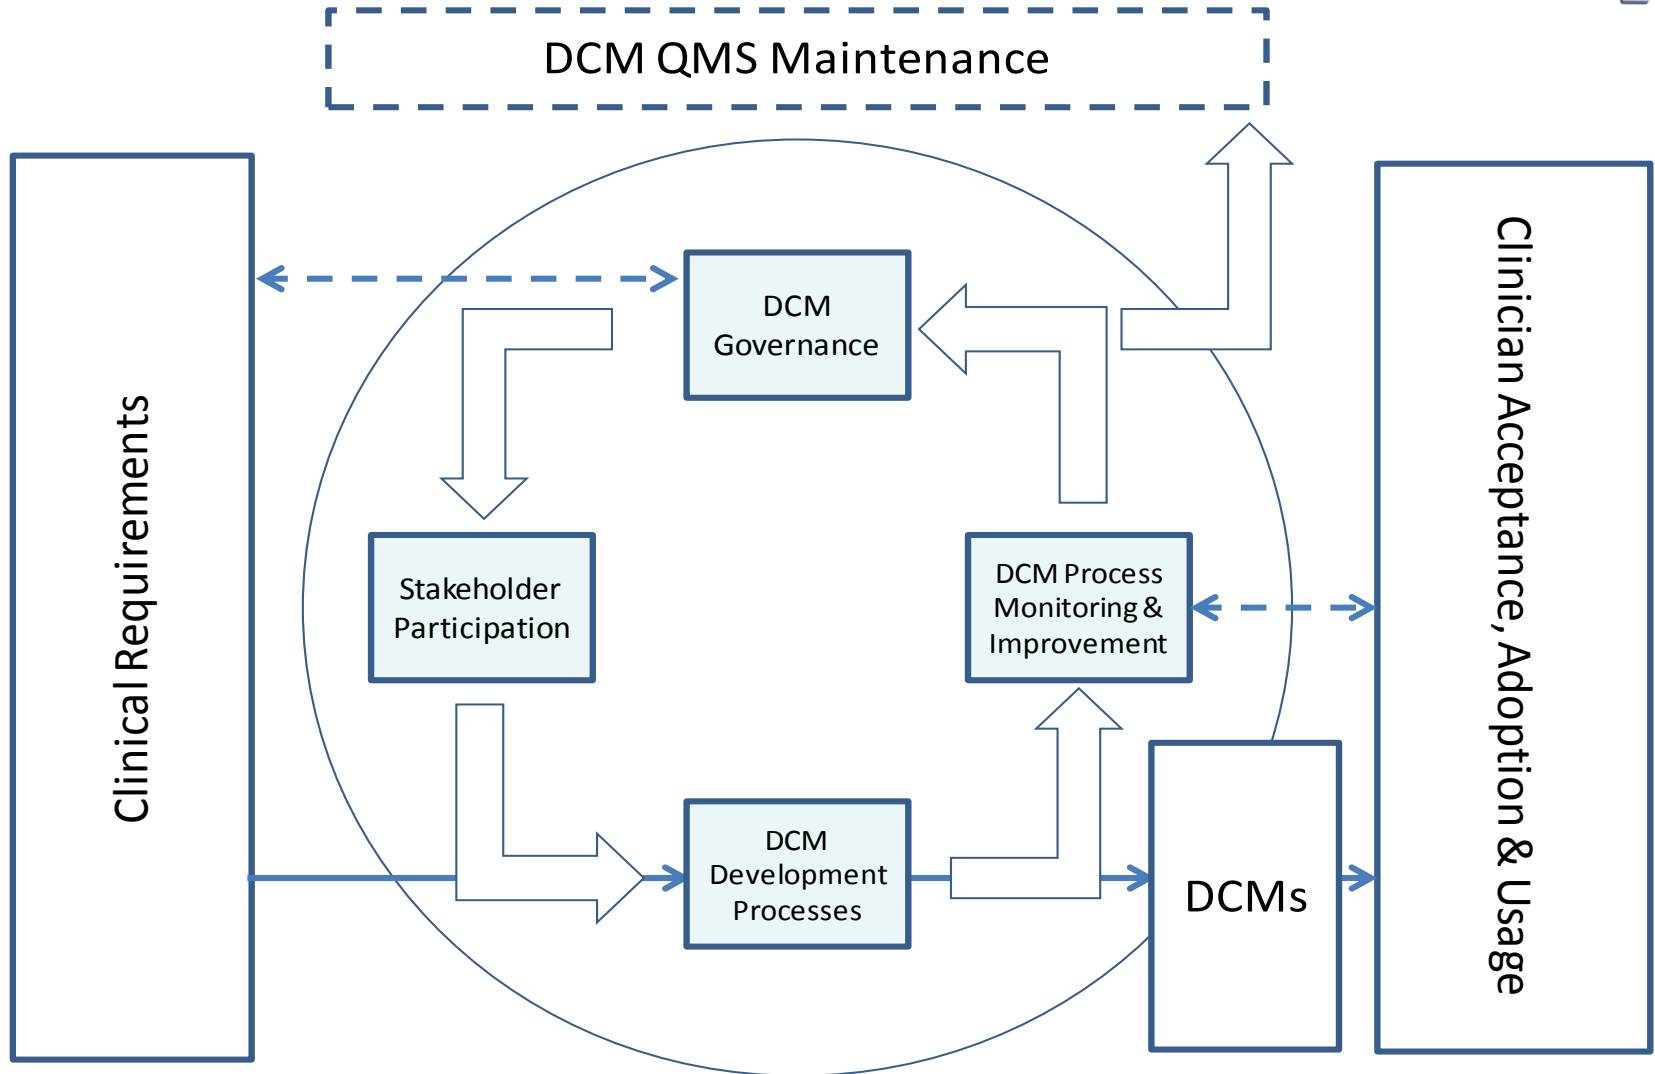 DCM QMS Maintenance
Clinical Requirements
DCM
Governance
Stakeholder
Participation
DCM Process
Monitoring &
Improvement
DCM
Development
Processes
DCMs
Clinician Acceptance, Adoption & Usage